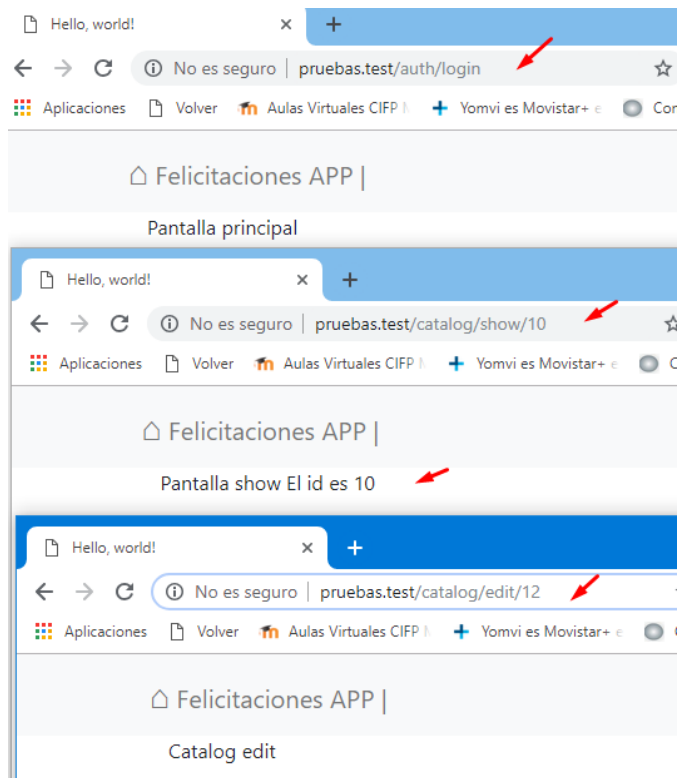 Hello, world!
No es seguro | pruebas.test/auth/login
Aplicaciones Volver Aulas Virtuales CIFP Yomvi es Movistar+ e
Felicitaciones APP |
Pantalla principal
Hello, world!
No es seguro | pruebas.test/catalog/show/10
Aplicaciones Volver Aulas Virtuales CIFP Yomvi es Movistar+ e
Felicitaciones APP |
Pantalla show El id es 10
Hello, world!
No es seguro | pruebas.test/catalog/edit/12
Aplicaciones Volver Aulas Virtuales CIFP Yomvi es Movistar+ e
Felicitaciones APP |
Catalog edit